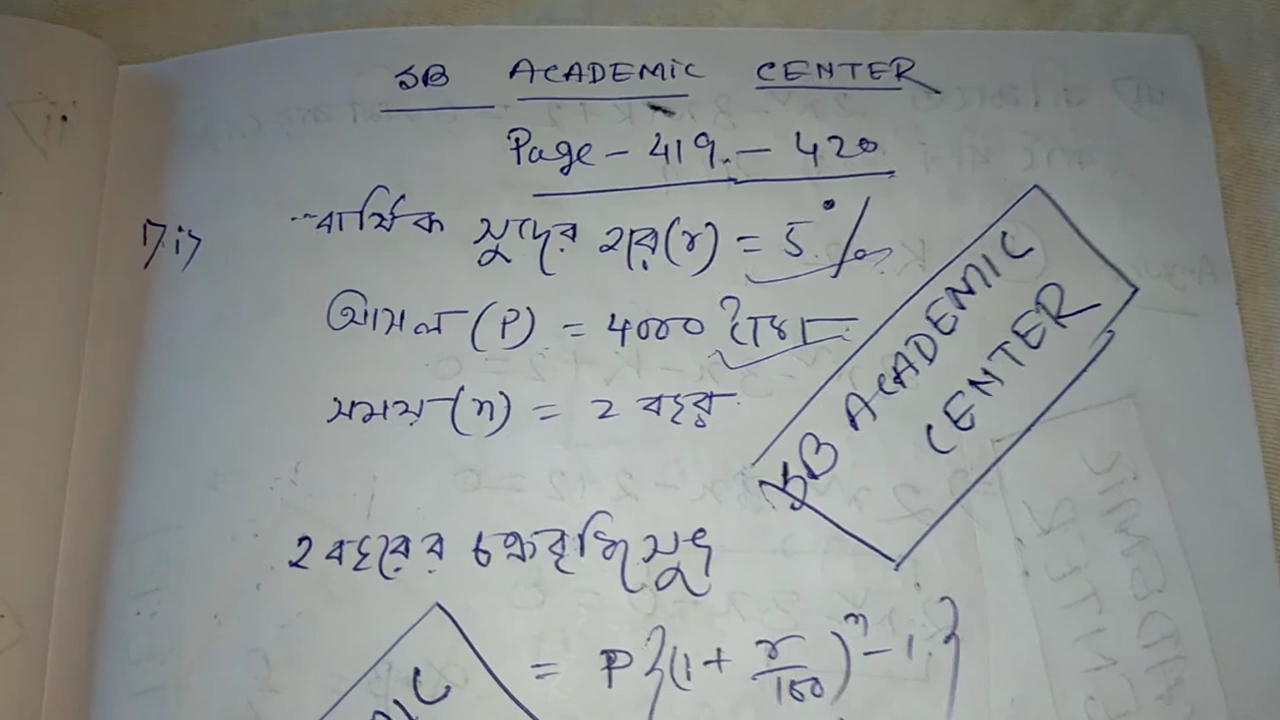 SB ACADEMIC CENTER
Page - 419 - 420
7.i> বার্ষিক সুদের হার(r) = 5%
আসল (P) = 4000 টাকা
সময় (n) = 2 বছর
SB ACADEMIC
CENTER
2 বছরের চক্রবৃদ্ধি সুদ
= P{(1 + r/100)^n - 1}